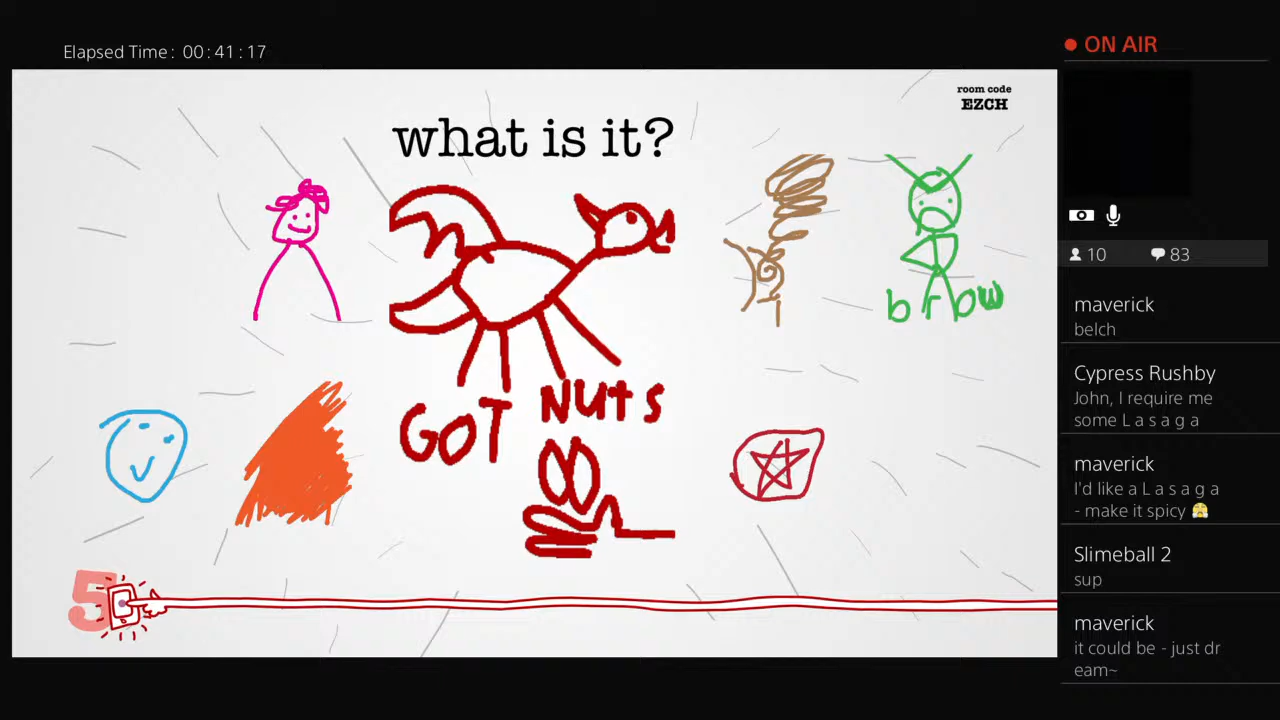 Elapsed Time: 00:41:17
ON AIR
room code
EZCH
what is it?
brow
GOT NUTS
5
10 83
maverick
belch
Cypress Rushby
John, I require me
some L a s a g a
maverick
I'd like a L a s a g a
- make it spicy 😤
Slimeball 2
sup
maverick
it could be - just dr
eam~